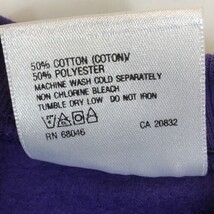 50% COTTON (COTON)/
50% POLYESTER
MACHINE WASH COLD SEPARATELY
NON CHLORINE BLEACH
TUMBLE DRY LOW DO NOT IRON
RN 68046 CA 20832